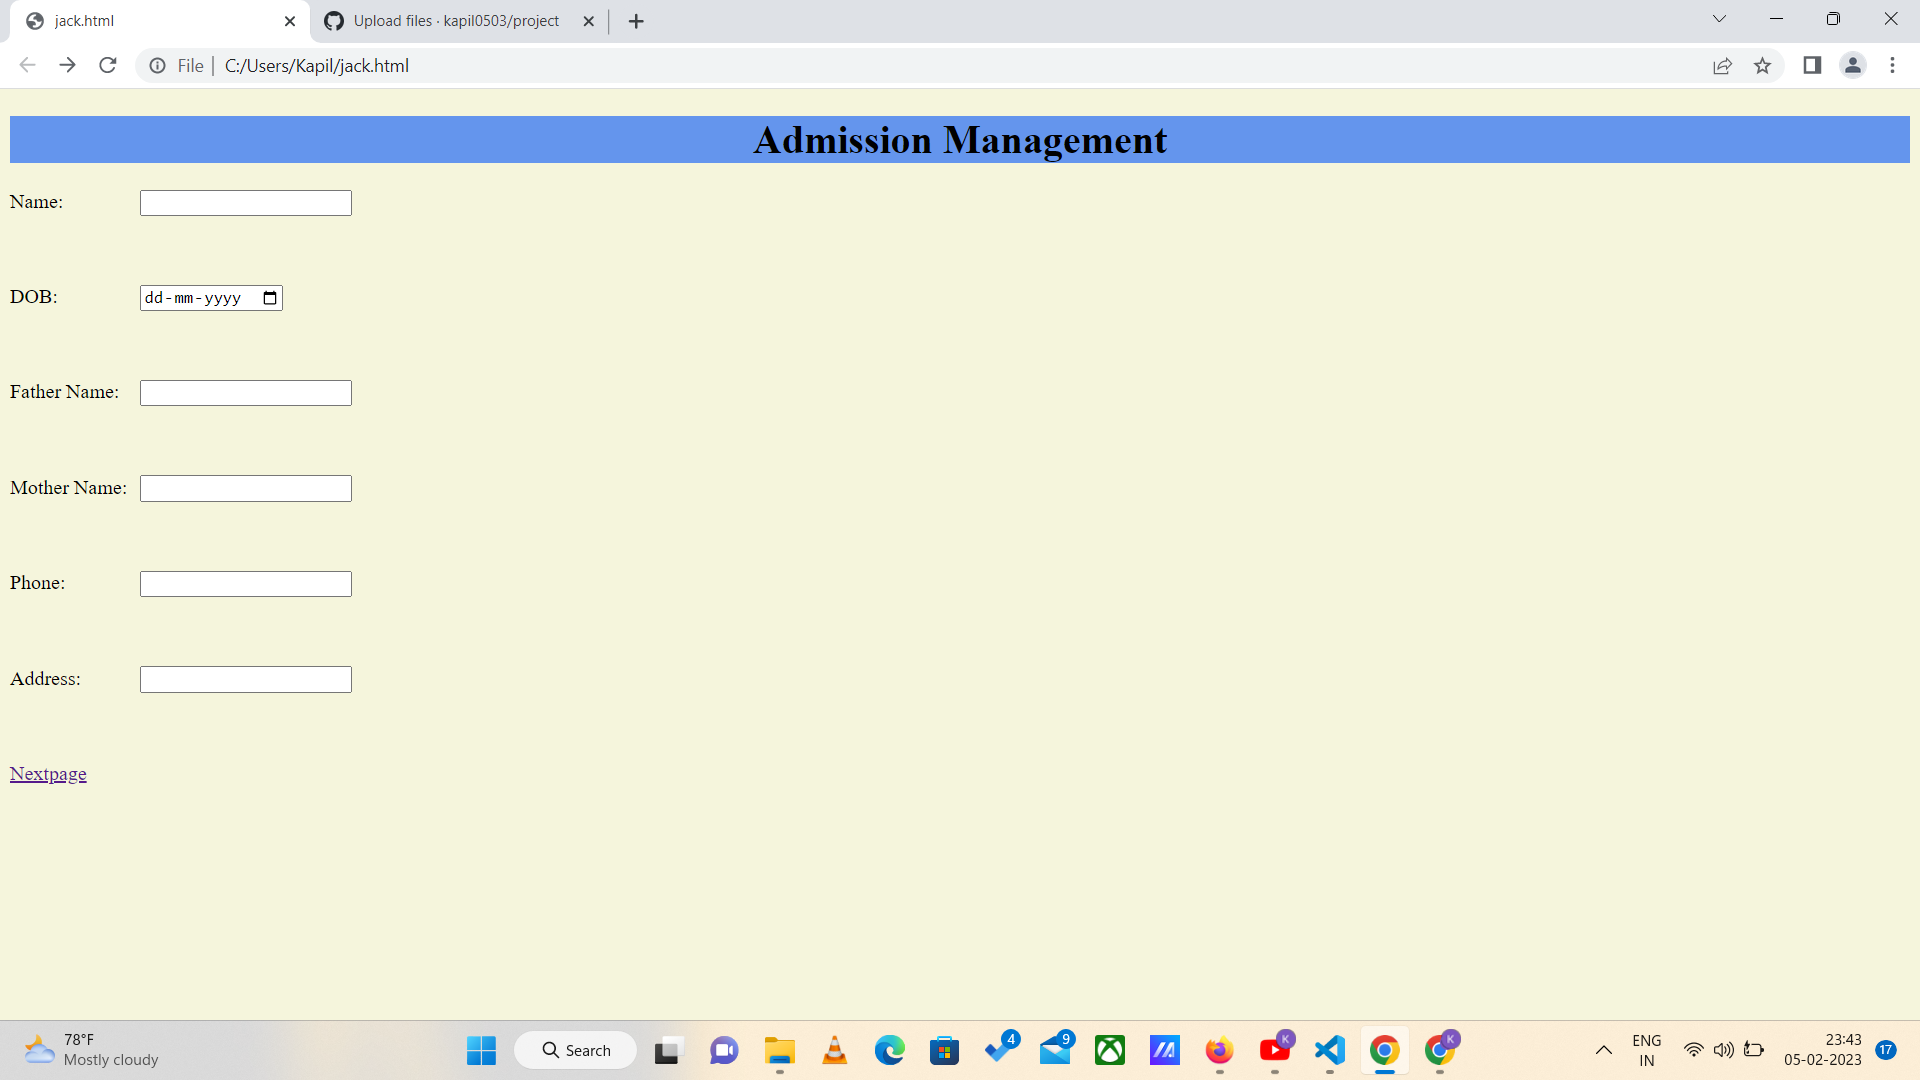 jack.html
Upload files · kapil0503/project
File | C:/Users/Kapil/jack.html
Admission Management
Name:
DOB: dd-mm-yyyy
Father Name:
Mother Name:
Phone:
Address:
Nextpage
78°F
Mostly cloudy
Search
4
9
K
K
ENG
IN
23:43
05-02-2023
17